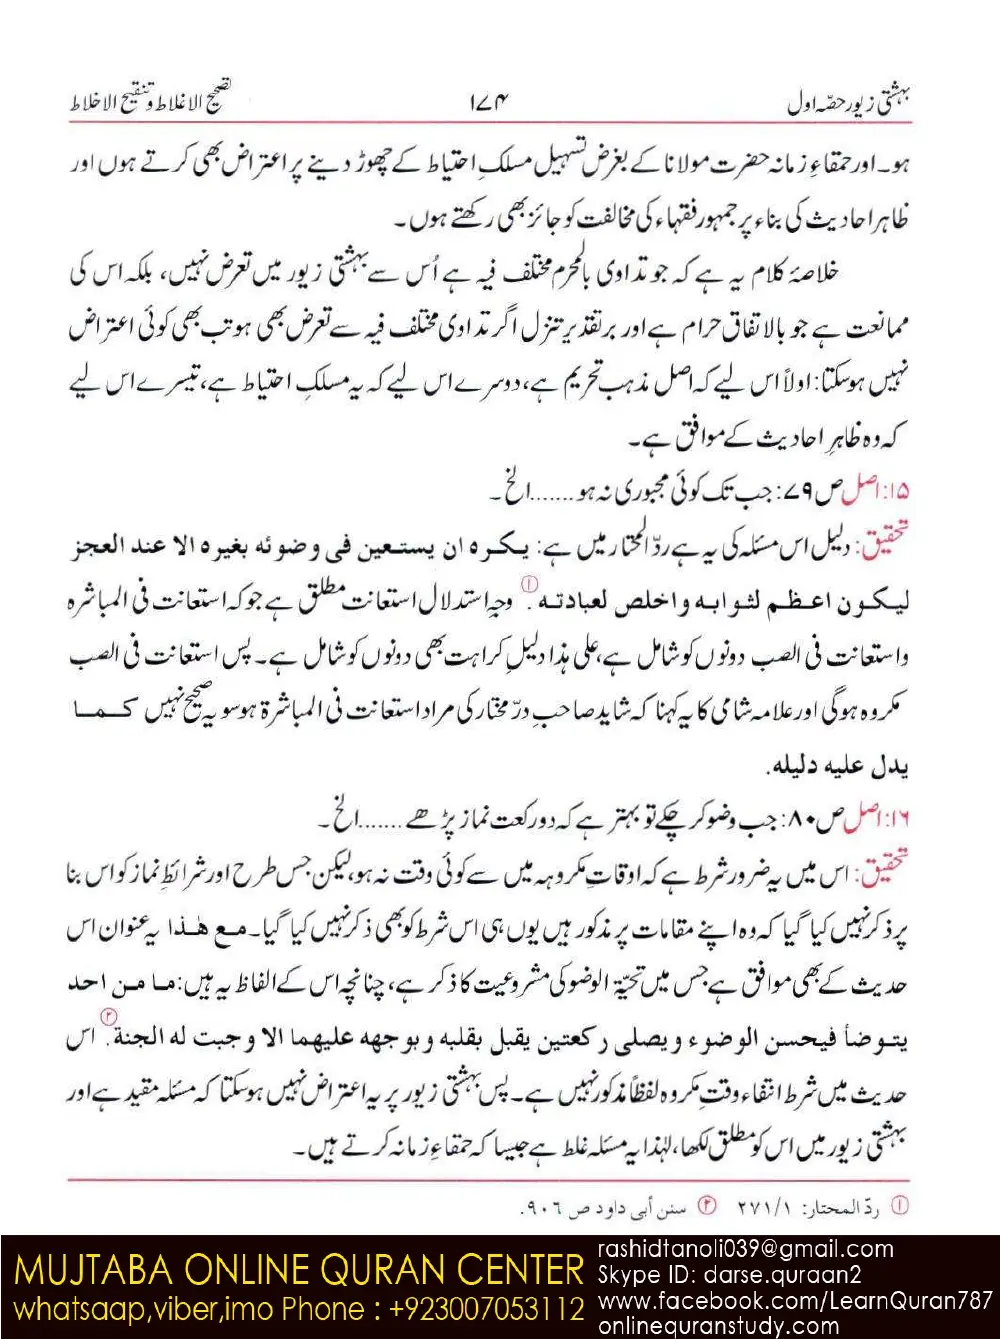 بہشتی زیور حصّہ اول ۱۷۴ تصحیح الاغلاط و تنقیح الاخلاط
ہو۔ اور حمقاءِ زمانہ حضرت مولانا کے بغرض تسہیل مسلکِ احتیاط کے چھوڑ دینے پر اعتراض بھی کرتے ہوں اور
ظاہر احادیث کی بناء پر جمہور فقہاء کی مخالفت کو جائز بھی رکھتے ہوں۔
خلاصۂ کلام یہ ہے کہ جو تداوی بالمحرم مختلف فیہ ہے اُس سے بہشتی زیور میں تعرض نہیں، بلکہ اس کی
ممانعت ہے جو بالاتفاق حرام ہے اور بر تقدیر تنزل اگر تداوی مختلف فیہ سے تعرض بھی ہو تب بھی کوئی اعتراض
نہیں ہوسکتا: اولاً اس لیے کہ اصل مذہب تحریم ہے، دوسرے اس لیے کہ یہ مسلکِ احتیاط ہے، تیسرے اس لیے
کہ وہ ظاہرِ احادیث کے موافق ہے۔
۱۵: اصل ص ۷۹: جب تک کوئی مجبوری نہ ہو.......الخ۔
تحقیق: دلیل اس مسئلہ کی یہ ہے ردّ المحتار میں ہے: یکرہ ان یستعین فی وضوئہ بغیرہ الا عند العجز
لیکون اعظم لثوابہ واخلص لعبادتہ.① وجہِ استدلال استعانت مطلق ہے جو کہ استعانت فی المباشرہ
واستعانت فی الصب دونوں کو شامل ہے، علی ہذا دلیلِ کراہت بھی دونوں کو شامل ہے۔ پس استعانت فی الصب
مکروہ ہوگی اور علامہ شامی کا یہ کہنا کہ شاید صاحبِ درّ مختار کی مراد استعانت فی المباشرۃ ہو سو یہ صحیح نہیں کما
یدل علیہ دلیلہ.
۱۶: اصل ص ۸۰: جب وضو کر چکے تو بہتر ہے کہ دو رکعت نماز پڑھے.......الخ۔
تحقیق: اس میں یہ ضرور شرط ہے کہ اوقاتِ مکروہہ میں سے کوئی وقت نہ ہو، لیکن جس طرح اور شرائطِ نماز کو اس بنا
پر ذکر نہیں کیا گیا کہ وہ اپنے مقامات پر مذکور ہیں یوں ہی اس شرط کو بھی ذکر نہیں کیا گیا۔ مع ھٰذا یہ عنوان اس
حدیث کے بھی موافق ہے جس میں تحیّۃ الوضو کی مشروعیت کا ذکر ہے، چنانچہ اس کے الفاظ یہ ہیں: ما من احد
یتوضأ فیحسن الوضوء ویصلی رکعتین یقبل بقلبہ وبوجھہ علیھما الا وجبت لہ الجنة.② اس
حدیث میں شرط انتفاء وقتِ مکروہ لفظاً مذکور نہیں ہے۔ پس بہشتی زیور پر یہ اعتراض نہیں ہوسکتا کہ مسئلہ مقید ہے اور
بہشتی زیور میں اس کو مطلق لکھا، لہٰذا یہ مسئلہ غلط ہے جیسا کہ حمقاءِ زمانہ کرتے ہیں۔
① ردّ المحتار: ۱/۲۷۱ ② سنن أبي داود ص ۹۰۶.
MUJTABA ONLINE QURAN CENTER
whatsaap,viber,imo Phone : +923007053112
rashidtanoli039@gmail.com
Skype ID: darse.quraan2
www.facebook.com/LearnQuran787
onlinequranstudy.com